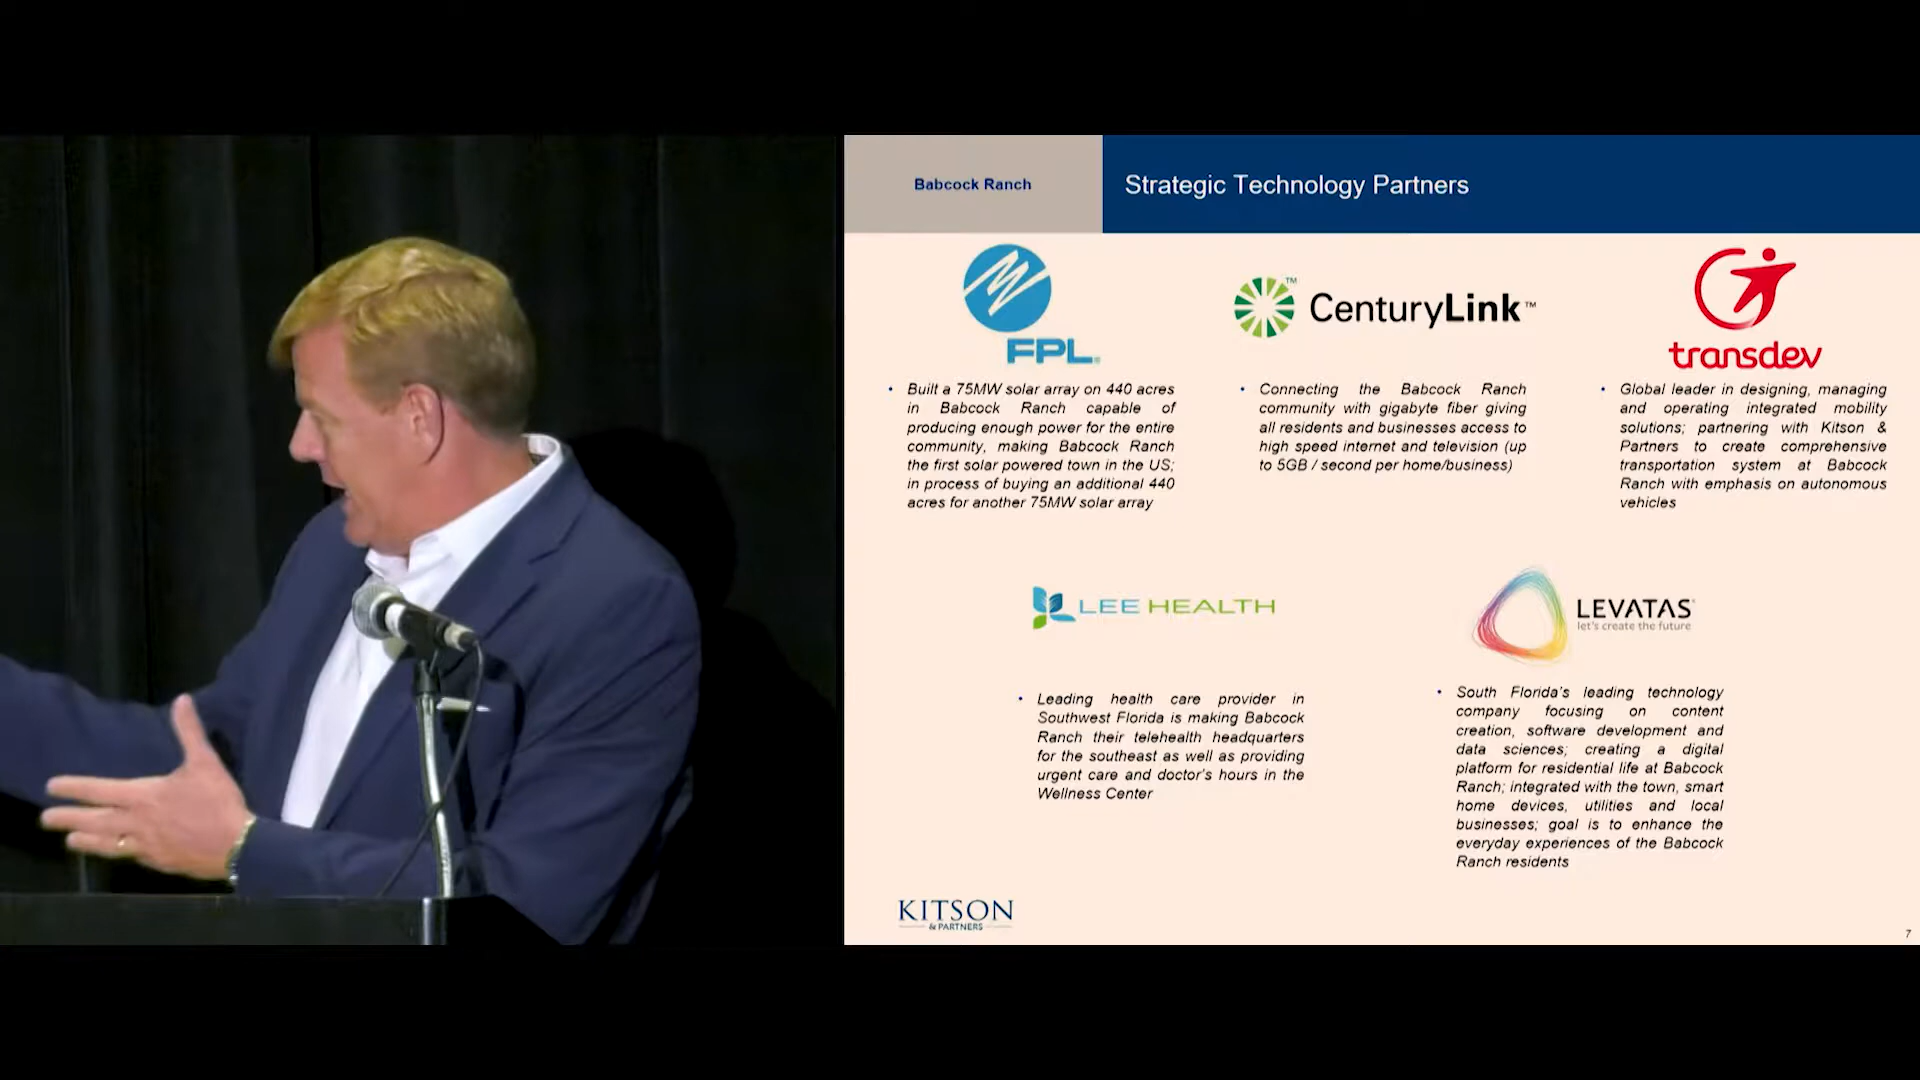 Babcock Ranch
Strategic Technology Partners
FPL®
• Built a 75MW solar array on 440 acres
in Babcock Ranch capable of
producing enough power for the entire
community, making Babcock Ranch
the first solar powered town in the US;
in process of buying an additional 440
acres for another 75MW solar array
CenturyLink™
• Connecting the Babcock Ranch
community with gigabyte fiber giving
all residents and businesses access to
high speed internet and television (up
to 5GB / second per home/business)
transdev
• Global leader in designing, managing
and operating integrated mobility
solutions; partnering with Kitson &
Partners to create comprehensive
transportation system at Babcock
Ranch with emphasis on autonomous
vehicles
LEE HEALTH
• Leading health care provider in
Southwest Florida is making Babcock
Ranch their telehealth headquarters
for the southeast as well as providing
urgent care and doctor's hours in the
Wellness Center
LEVATAS
let's create the future
• South Florida's leading technology
company focusing on content
creation, software development and
data sciences; creating a digital
platform for residential life at Babcock
Ranch; integrated with the town, smart
home devices, utilities and local
businesses; goal is to enhance the
everyday experiences of the Babcock
Ranch residents
KITSON
& PARTNERS
7